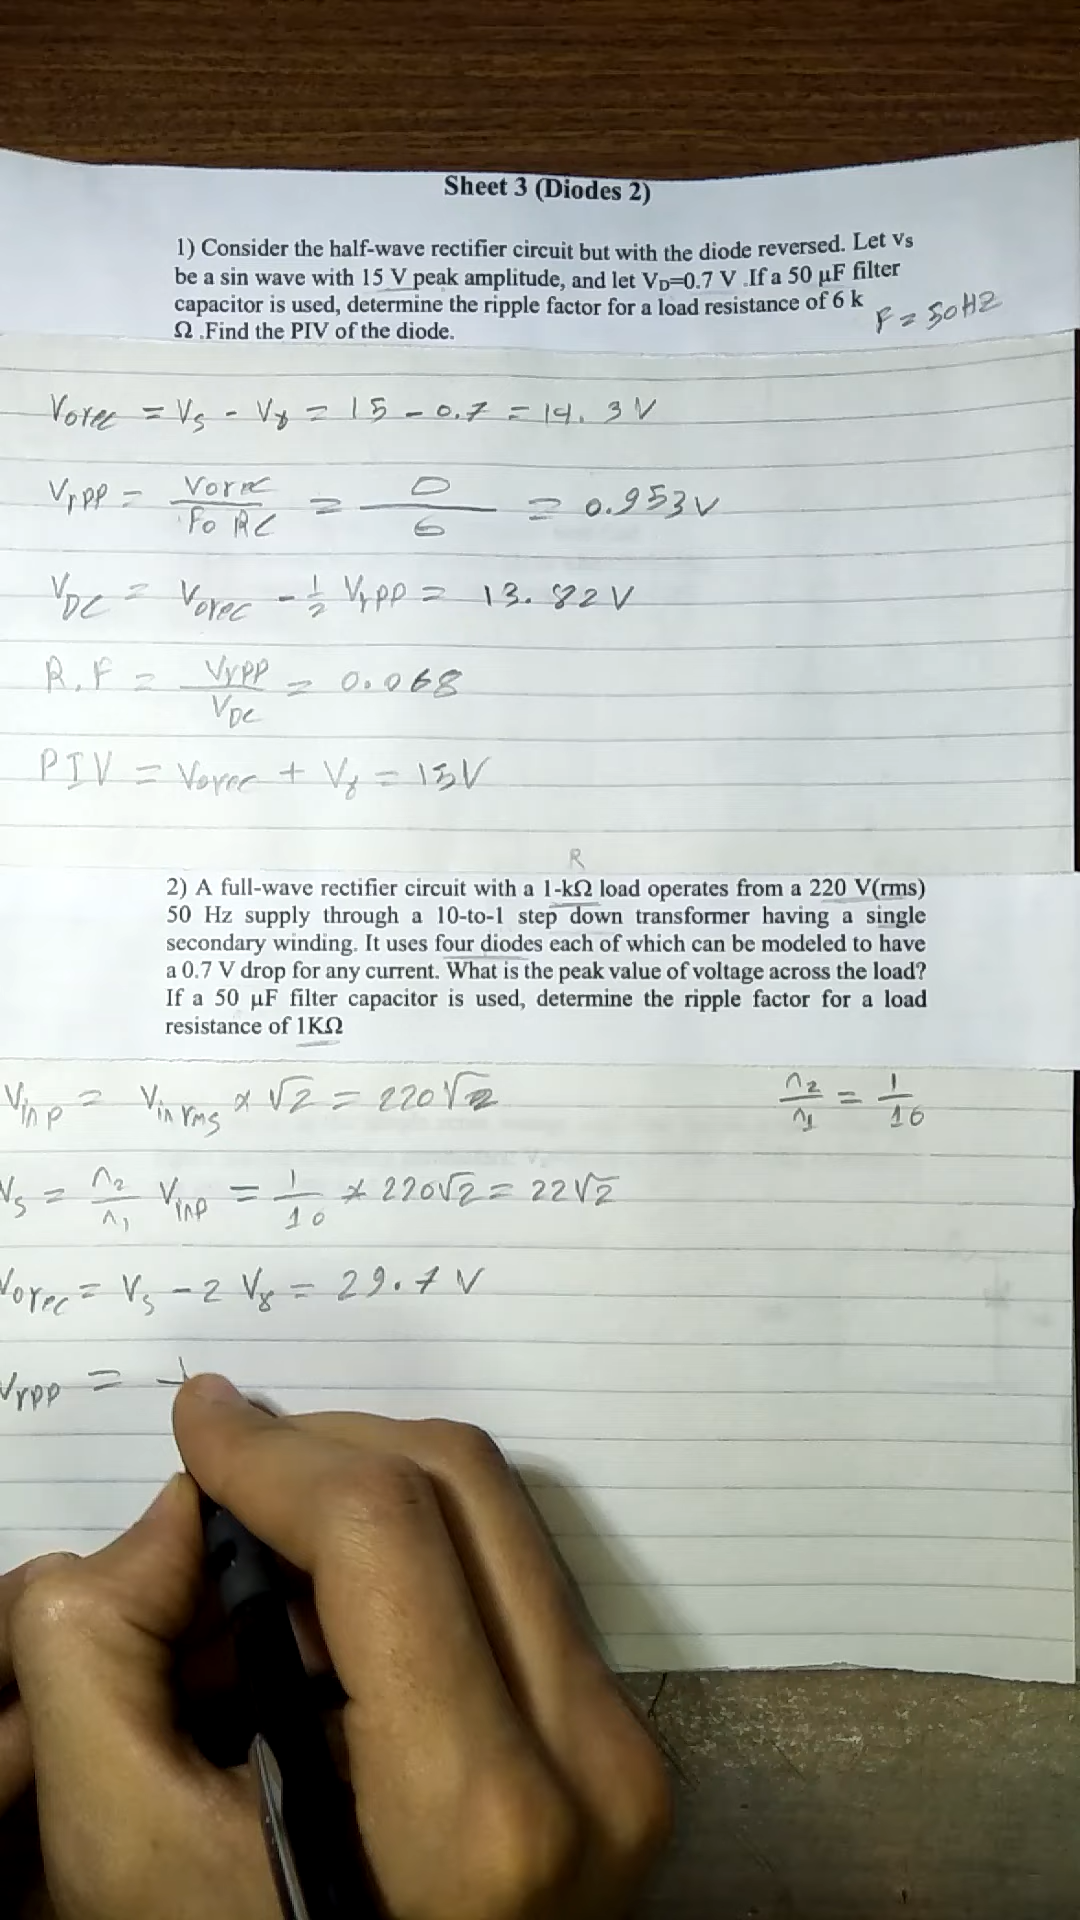 Sheet 3 (Diodes 2)
1) Consider the half-wave rectifier circuit but with the diode reversed. Let vs
be a sin wave with 15 V peak amplitude, and let VD=0.7 V .If a 50 µF filter
capacitor is used, determine the ripple factor for a load resistance of 6 k
Ω .Find the PIV of the diode.
F = 50HZ
Vorec = Vs - Vγ = 15 - 0.7 = 14.3V
Vrpp = Vorec / Fo RC = 0.953V
VDC = Vorec - 1/2 Vrpp = 13.82V
R.F = Vrpp / VDC = 0.068
PIV = Vorec + Vγ = 15V
R
2) A full-wave rectifier circuit with a 1-kΩ load operates from a 220 V(rms)
50 Hz supply through a 10-to-1 step down transformer having a single
secondary winding. It uses four diodes each of which can be modeled to have
a 0.7 V drop for any current. What is the peak value of voltage across the load?
If a 50 µF filter capacitor is used, determine the ripple factor for a load
resistance of 1KΩ
Vinp = Vin rms × √2 = 220√2 n2/n1 = 1/10
Vs = n2/n1 Vinp = 1/10 * 220√2 = 22√2
Vorec = Vs - 2 Vγ = 29.7 V
Vrpp =